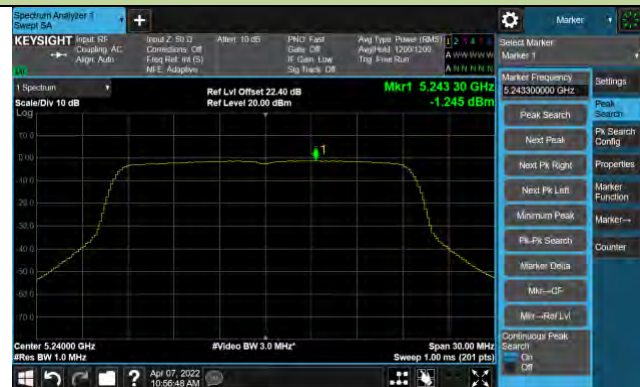 Spectrum Analyzer 1
Swept SA
KEYSIGHT
Input: RF
Coupling: AC
Align: Auto
Input Z: 50 Ω
Corrections: Off
Freq Ref: Int (S)
NFE: Adaptive
Atten: 10 dB
PNO: Fast
Gate: Off
IF Gain: Low
Sig Track: Off
Avg Type: Power (RMS)
Avg|Hold: 1200/1200
Trig: Free Run
A W W W W W
A N N N N N
1 Spectrum
Scale/Div 10 dB
Log
Ref Lvl Offset 22.40 dB
Ref Level 20.00 dBm
Mkr1 5.243 30 GHz
-1.245 dBm
1
10.0
0.00
-10.0
-20.0
-30.0
-40.0
-50.0
-60.0
-70.0
Center 5.24000 GHz
#Res BW 1.0 MHz
#Video BW 3.0 MHz*
Span 30.00 MHz
Sweep 1.00 ms (201 pts)
Apr 07, 2022
10:56:48 AM
Marker
Select Marker
Marker 1
Marker Frequency
5.243300000 GHz
Peak Search
Next Peak
Next Pk Right
Next Pk Left
Minimum Peak
Pk-Pk Search
Marker Delta
Mkr→CF
Mkr→Ref Lvl
Continuous Peak
Search
On
Off
Settings
Peak
Search
Pk Search
Config
Properties
Marker
Function
Marker→
Counter